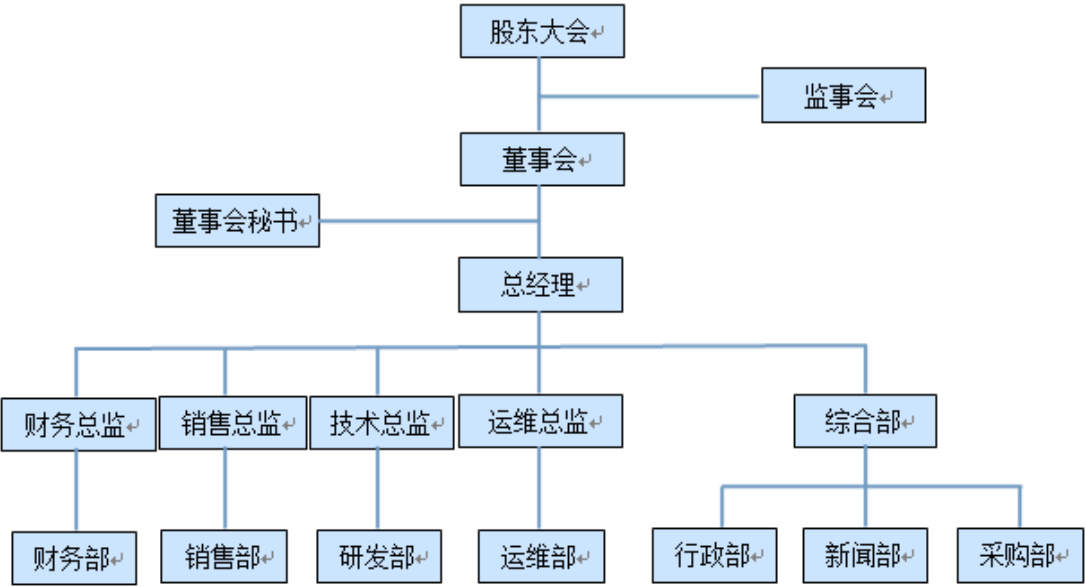 股东大会
监事会
董事会
董事会秘书
总经理
财务总监
销售总监
技术总监
运维总监
综合部
财务部
销售部
研发部
运维部
行政部
新闻部
采购部